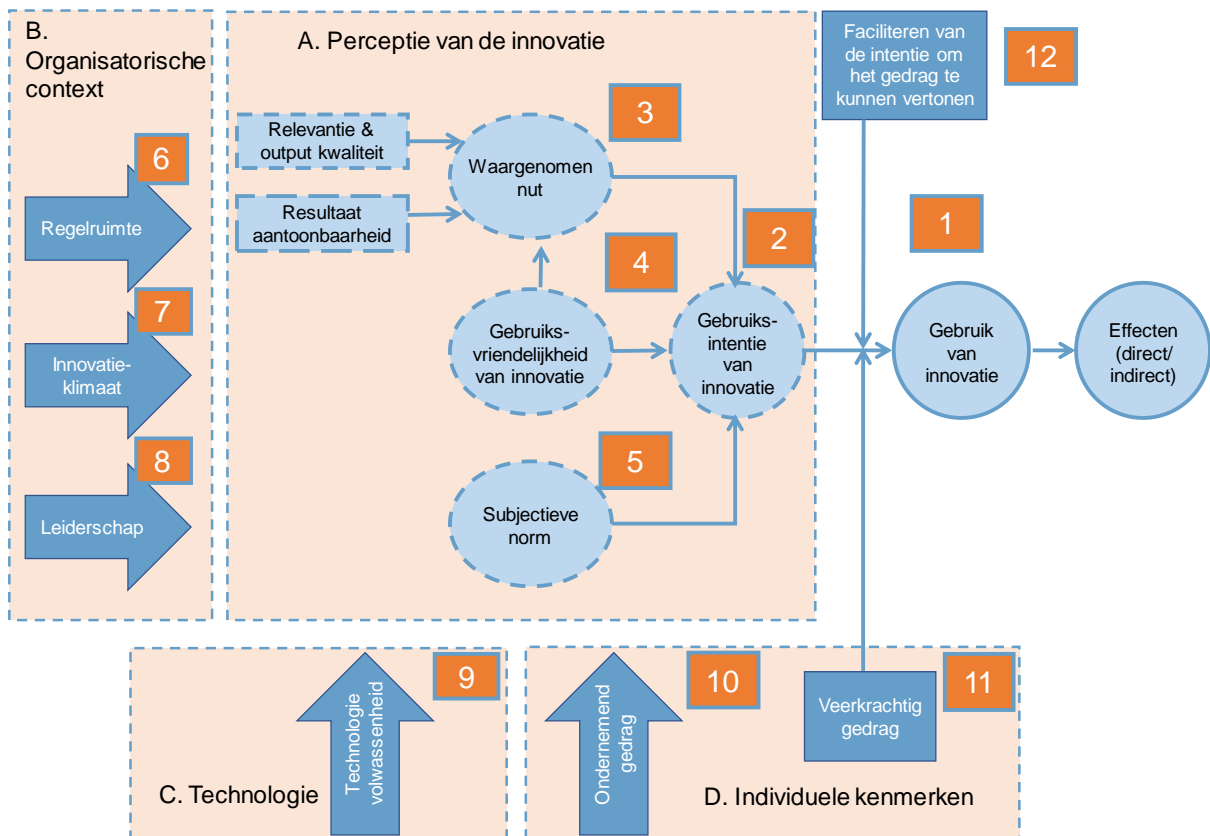 B.
Organisatorische
context
6
Regelruimte
7
Innovatie-
klimaat
8
Leiderschap
A. Perceptie van de innovatie
Relevantie &
output kwaliteit
Resultaat
aantoonbaarheid
3
Waargenomen
nut
4
Gebruiks-
vriendelijkheid
van innovatie
5
Subjectieve
norm
2
Gebruiks-
intentie
van
innovatie
Faciliteren van
de intentie om
het gedrag te
kunnen vertonen
12
1
Gebruik
van
innovatie
Effecten
(direct/
indirect)
9
Technologie
volwassenheid
C. Technologie
10
Ondernemend
gedrag
11
Veerkrachtig
gedrag
D. Individuele kenmerken